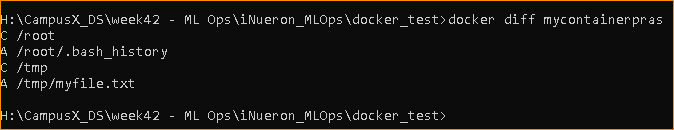 H:\CampusX_DS\week42 - ML Ops\iNueron_MLOps\docker_test>docker diff mycontainerpras
C /root
A /root/.bash_history
C /tmp
A /tmp/myfile.txt
H:\CampusX_DS\week42 - ML Ops\iNueron_MLOps\docker_test>